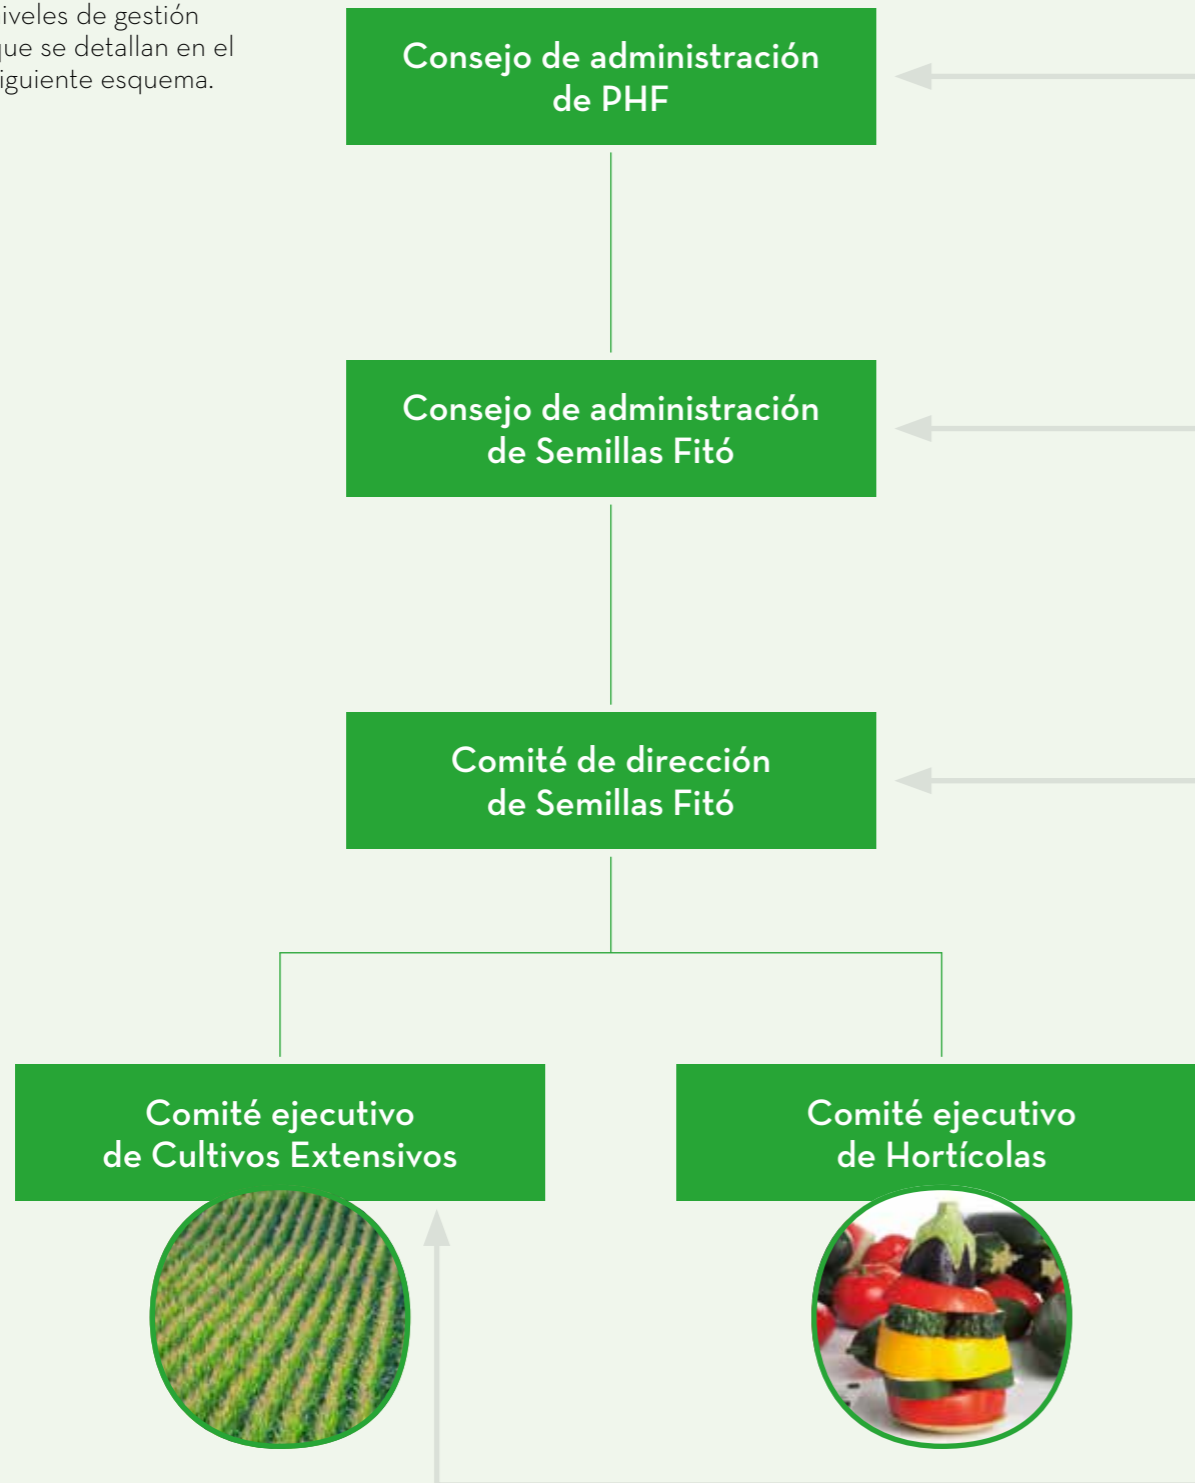 iveles de gestión
que se detallan en el
iguiente esquema.
Consejo de administración
de PHF
Consejo de administración
de Semillas Fitó
Comité de dirección
de Semillas Fitó
Comité ejecutivo
de Cultivos Extensivos
Comité ejecutivo
de Hortícolas